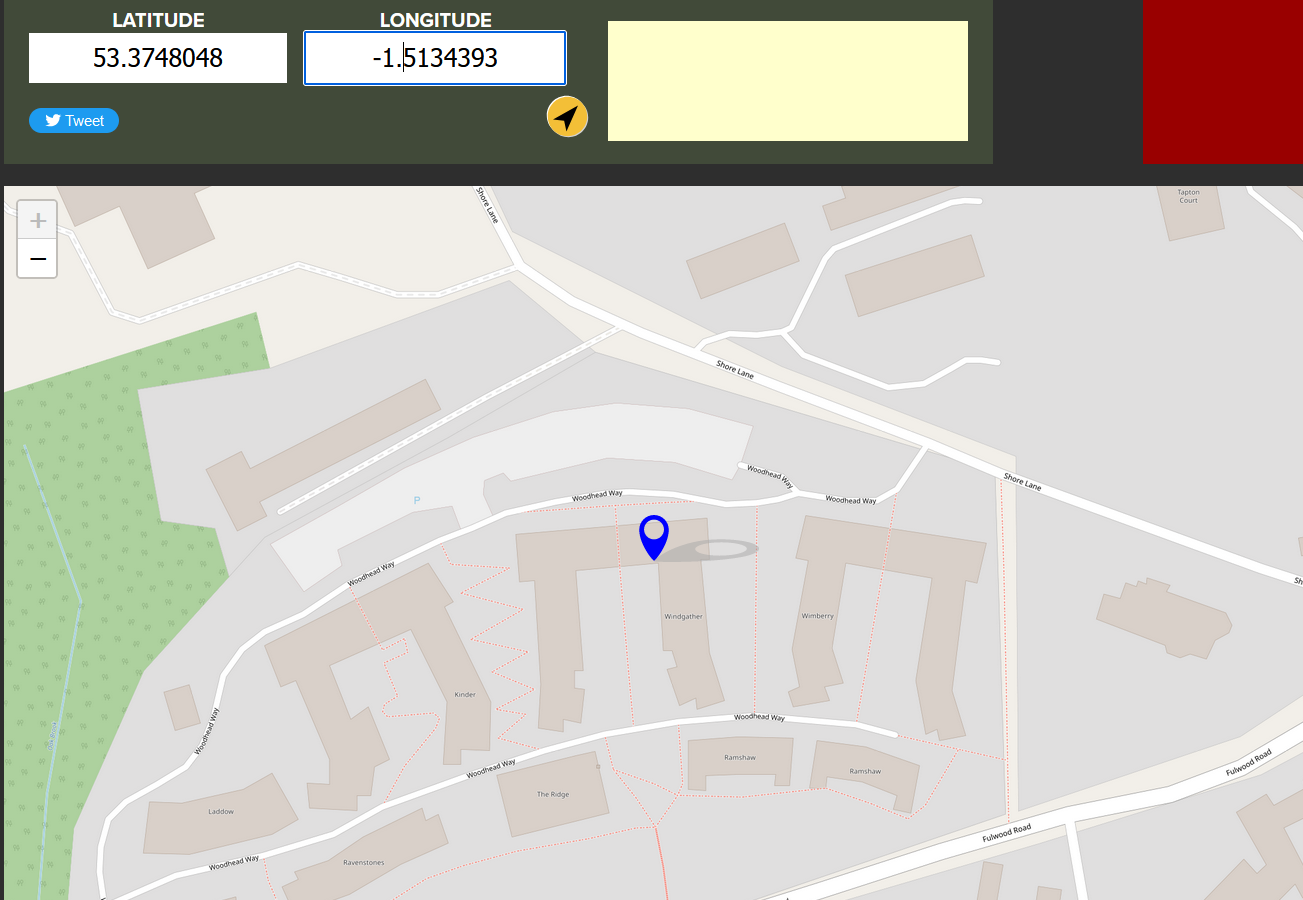 LATITUDE
LONGITUDE
53.3748048
-1.5134393
Tweet
+
−
Shore Lane
Tapton
Court
Shore Lane
Woodhead Way
Shore Lane
P
Woodhead Way
Woodhead Way
Woodhead Way
Windgather
Wimberry
Kinder
Woodhead Way
Woodhead Way
Woodhead Way
Ramshaw
Ramshaw
Fulwood Road
The Ridge
Laddow
Fulwood Road
Ravenstones
Woodhead Way